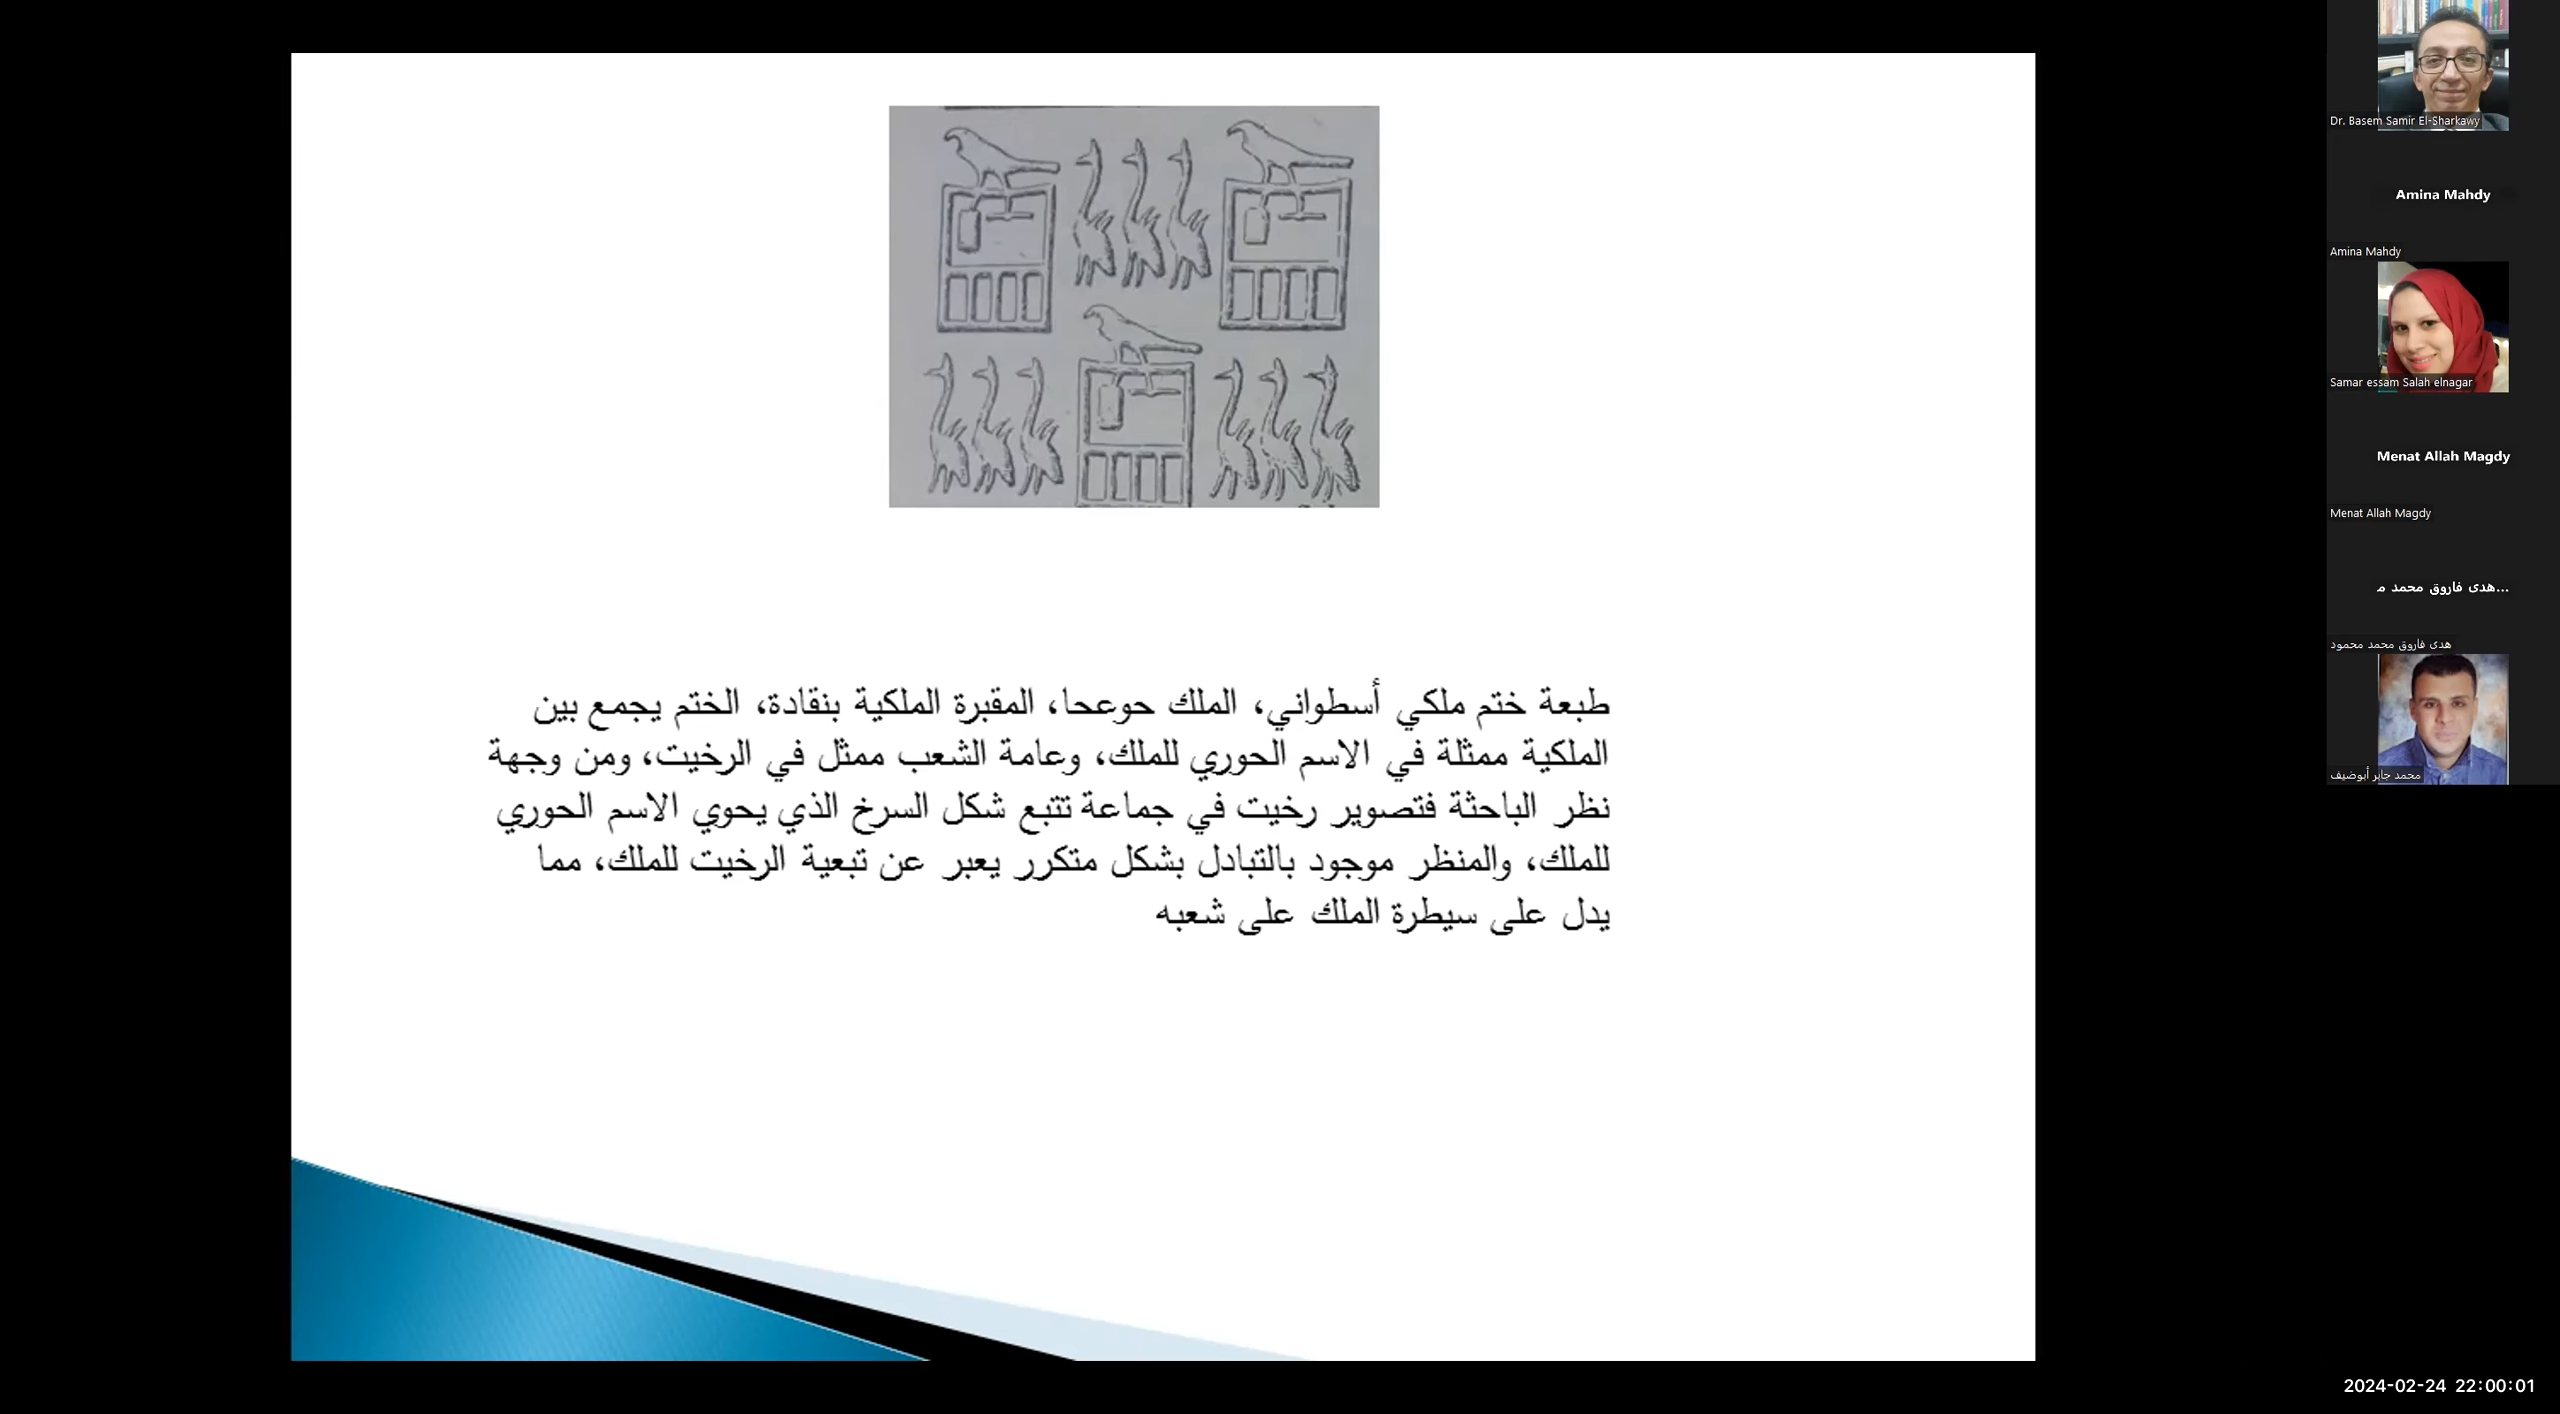 طبعة ختم ملكي أسطواني، الملك حوعحا، المقبرة الملكية بنقادة، الختم يجمع بين
الملكية ممثلة في الاسم الحوري للملك، وعامة الشعب ممثل في الرخيت، ومن وجهة
نظر الباحثة فتصوير رخيت في جماعة تتبع شكل السرخ الذي يحوي الاسم الحوري
للملك، والمنظر موجود بالتبادل بشكل متكرر يعبر عن تبعية الرخيت للملك، مما
يدل على سيطرة الملك على شعبه
Dr. Basem Samir El-Sharkawy
Amina Mahdy
Amina Mahdy
Samar essam Salah elnagar
Menat Allah Magdy
Menat Allah Magdy
هدى فاروق محمد م...
هدى فاروق محمد محمود
محمد جابر أبوضيف
2024-02-24 22:00:01